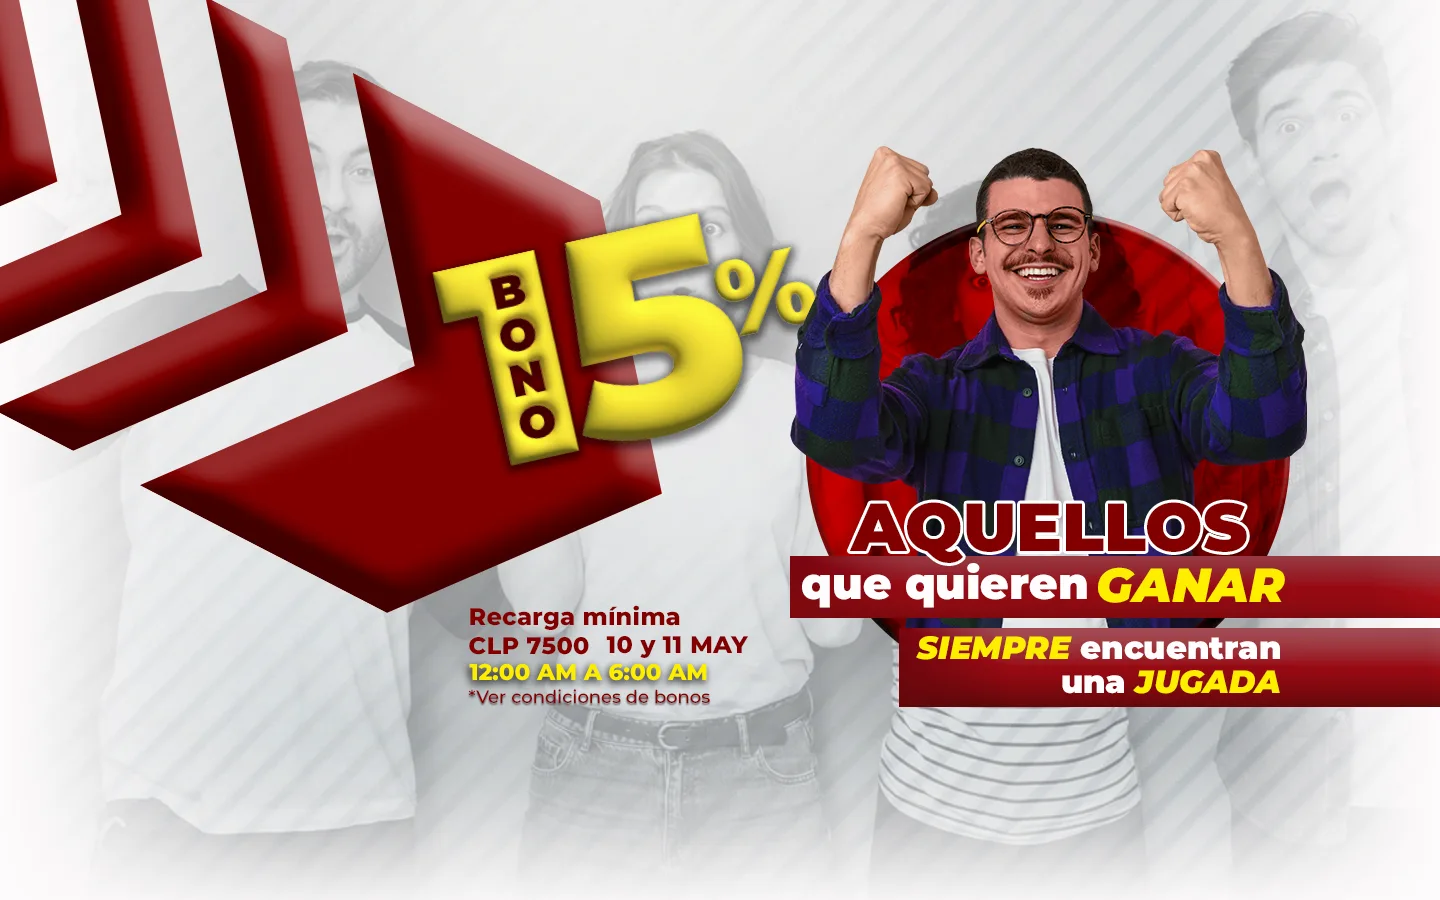 15%
BONO
Recarga mínima
CLP 7500 10 y 11 MAY
12:00 AM A 6:00 AM
*Ver condiciones de bonos
AQUELLOS
que quieren GANAR
SIEMPRE encuentran
una JUGADA